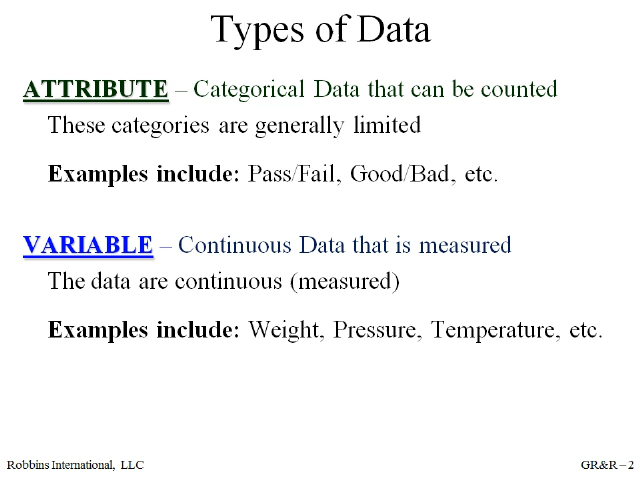 Types of Data
ATTRIBUTE – Categorical Data that can be counted
These categories are generally limited
Examples include: Pass/Fail, Good/Bad, etc.
VARIABLE – Continuous Data that is measured
The data are continuous (measured)
Examples include: Weight, Pressure, Temperature, etc.
Robbins International, LLC
GR&R – 2